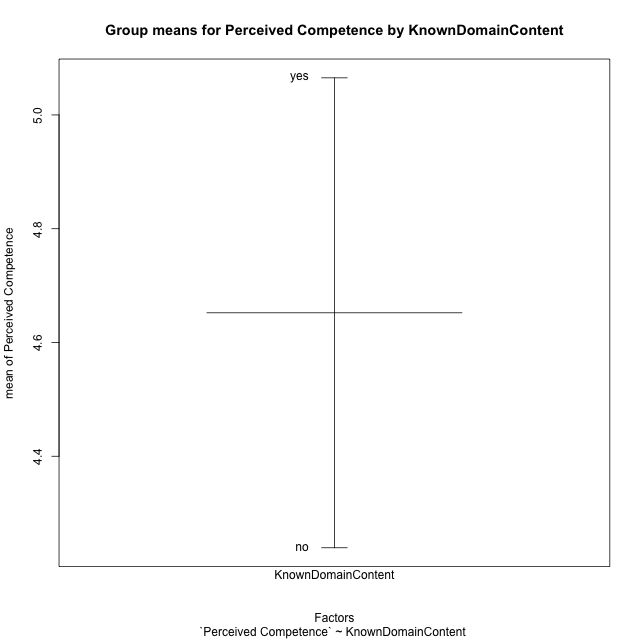 Group means for Perceived Competence by KnownDomainContent
mean of Perceived Competence
5.0
4.8
4.6
4.4
yes
no
KnownDomainContent
Factors
`Perceived Competence` ~ KnownDomainContent